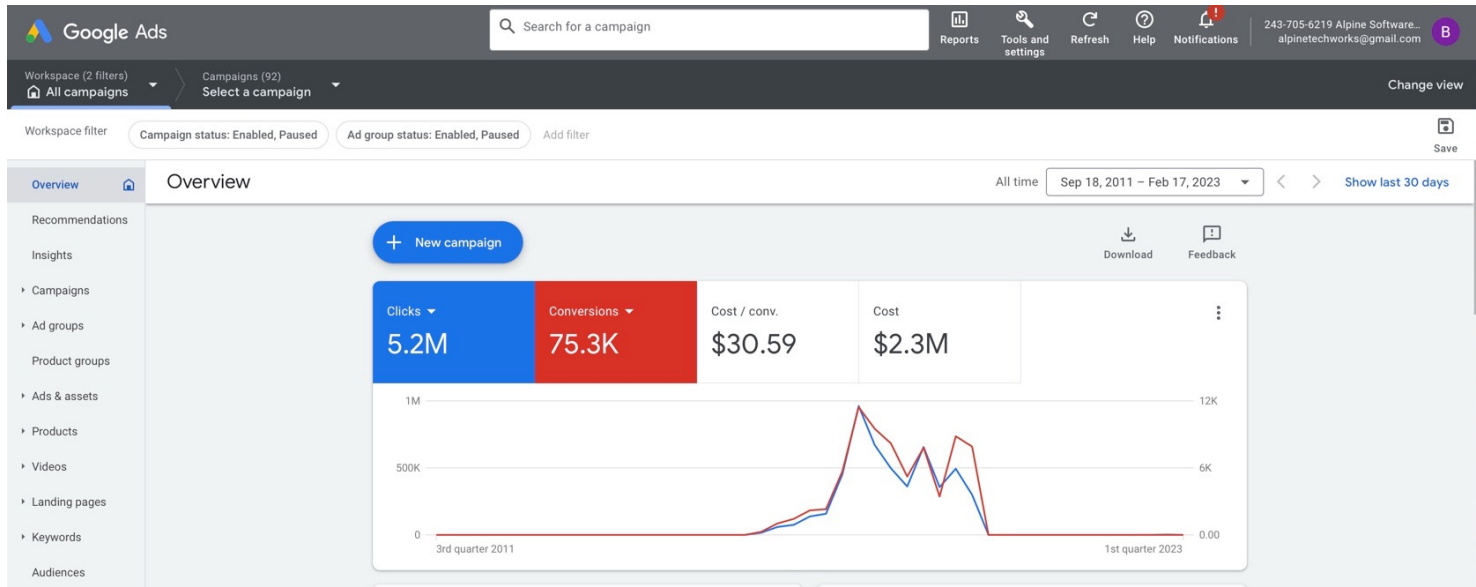 Google Ads
Search for a campaign
Reports
Tools and
settings
Refresh
Help
!
Notifications
243-705-6219 Alpine Software...
alpinetechworks@gmail.com
B
Workspace (2 filters)
All campaigns
Campaigns (92)
Select a campaign
Change view
Workspace filter
Campaign status: Enabled, Paused
Ad group status: Enabled, Paused
Add filter
Save
Overview
Recommendations
Insights
Campaigns
Ad groups
Product groups
Ads & assets
Products
Videos
Landing pages
Keywords
Audiences
Overview
All time
Sep 18, 2011 – Feb 17, 2023
Show last 30 days
+ New campaign
Download
Feedback
Clicks
5.2M
Conversions
75.3K
Cost / conv.
$30.59
Cost
$2.3M
1M
500K
0
12K
6K
0.00
3rd quarter 2011
1st quarter 2023